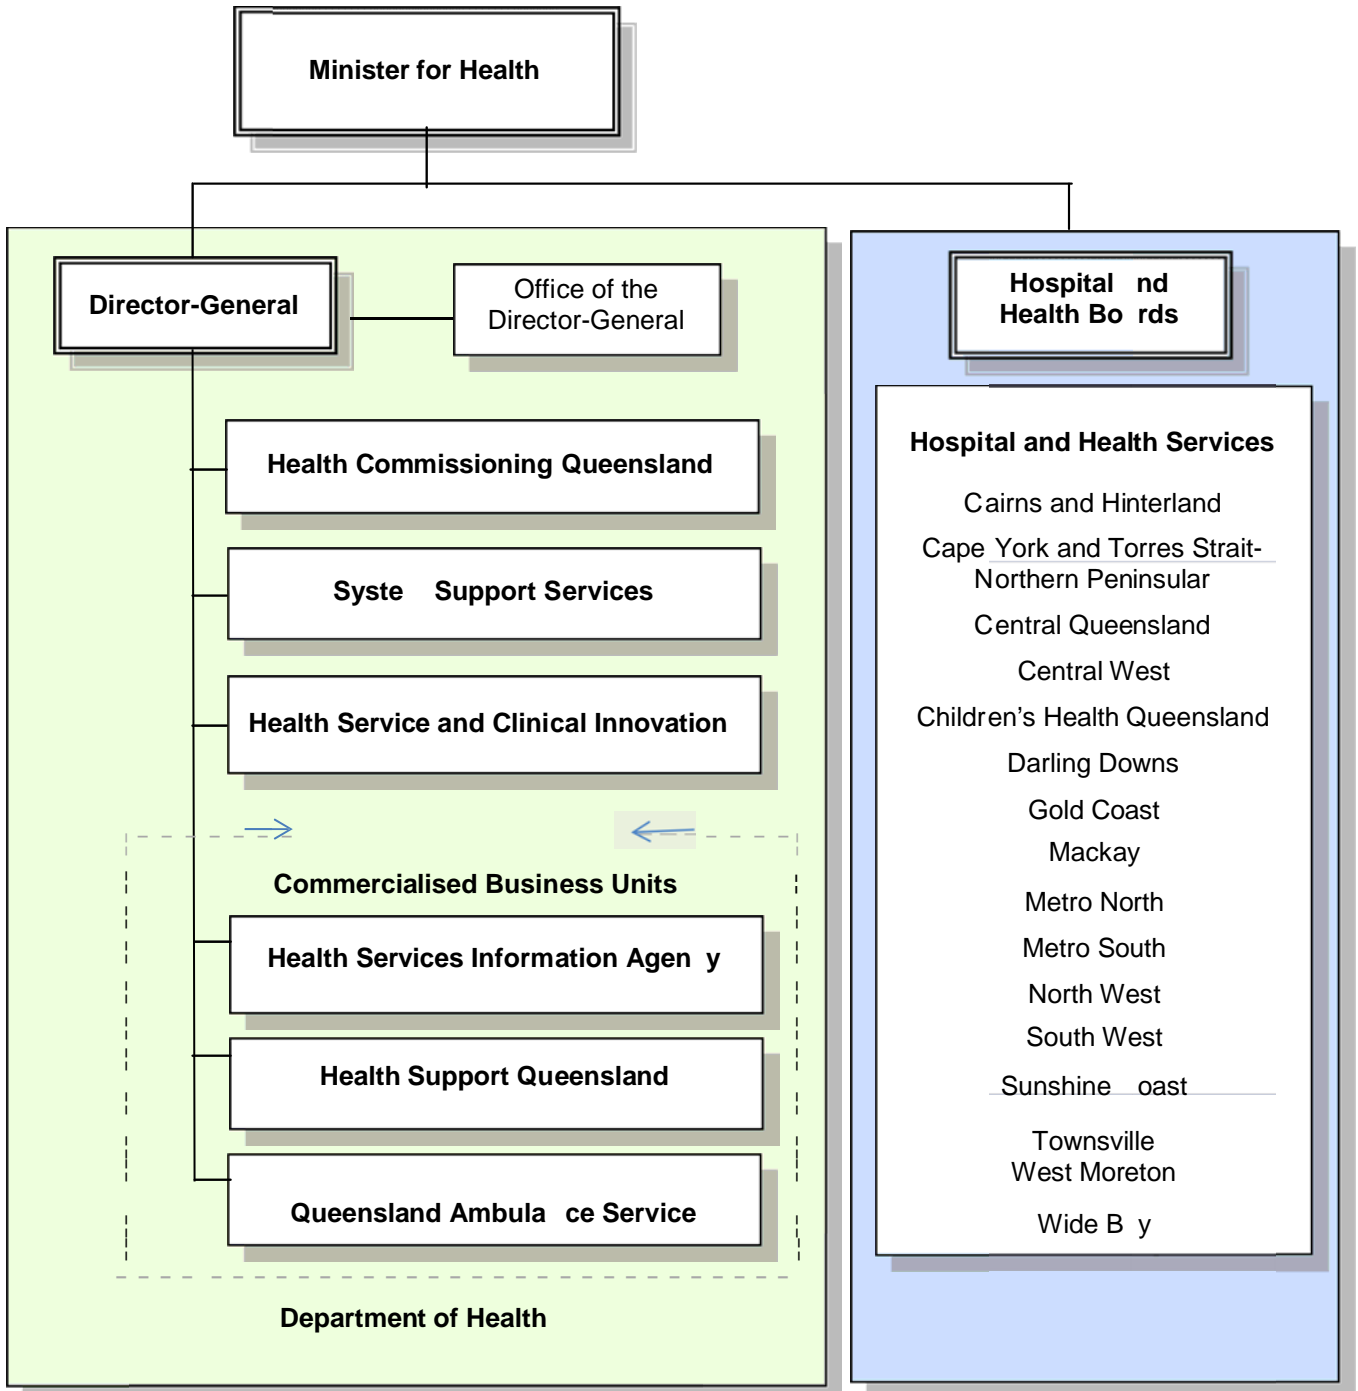 Minister for Health
Director-General
Office of the
Director-General
Health Commissioning Queensland
Syste Support Services
Health Service and Clinical Innovation
Commercialised Business Units
Health Services Information Agen y
Health Support Queensland
Queensland Ambula ce Service
Department of Health
Hospital nd
Health Bo rds
Hospital and Health Services
Cairns and Hinterland
Cape York and Torres Strait-
Northern Peninsular
Central Queensland
Central West
Children's Health Queensland
Darling Downs
Gold Coast
Mackay
Metro North
Metro South
North West
South West
Sunshine oast
Townsville
West Moreton
Wide B y